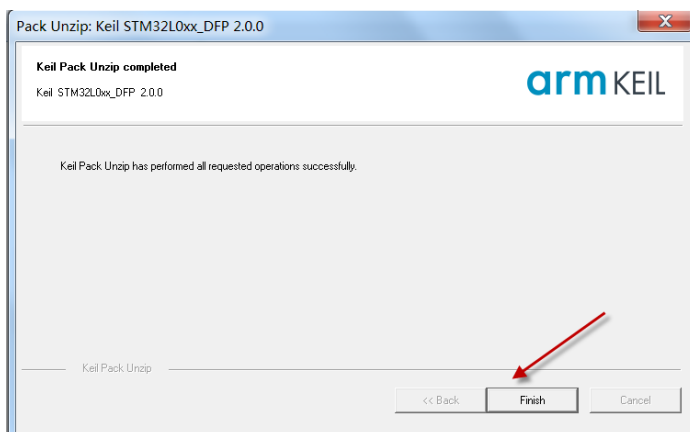 Pack Unzip: Keil STM32L0xx_DFP 2.0.0
Keil Pack Unzip completed
Keil STM32L0xx_DFP 2.0.0
arm KEIL
Keil Pack Unzip has performed all requested operations successfully.
Keil Pack Unzip
<< Back Finish Cancel